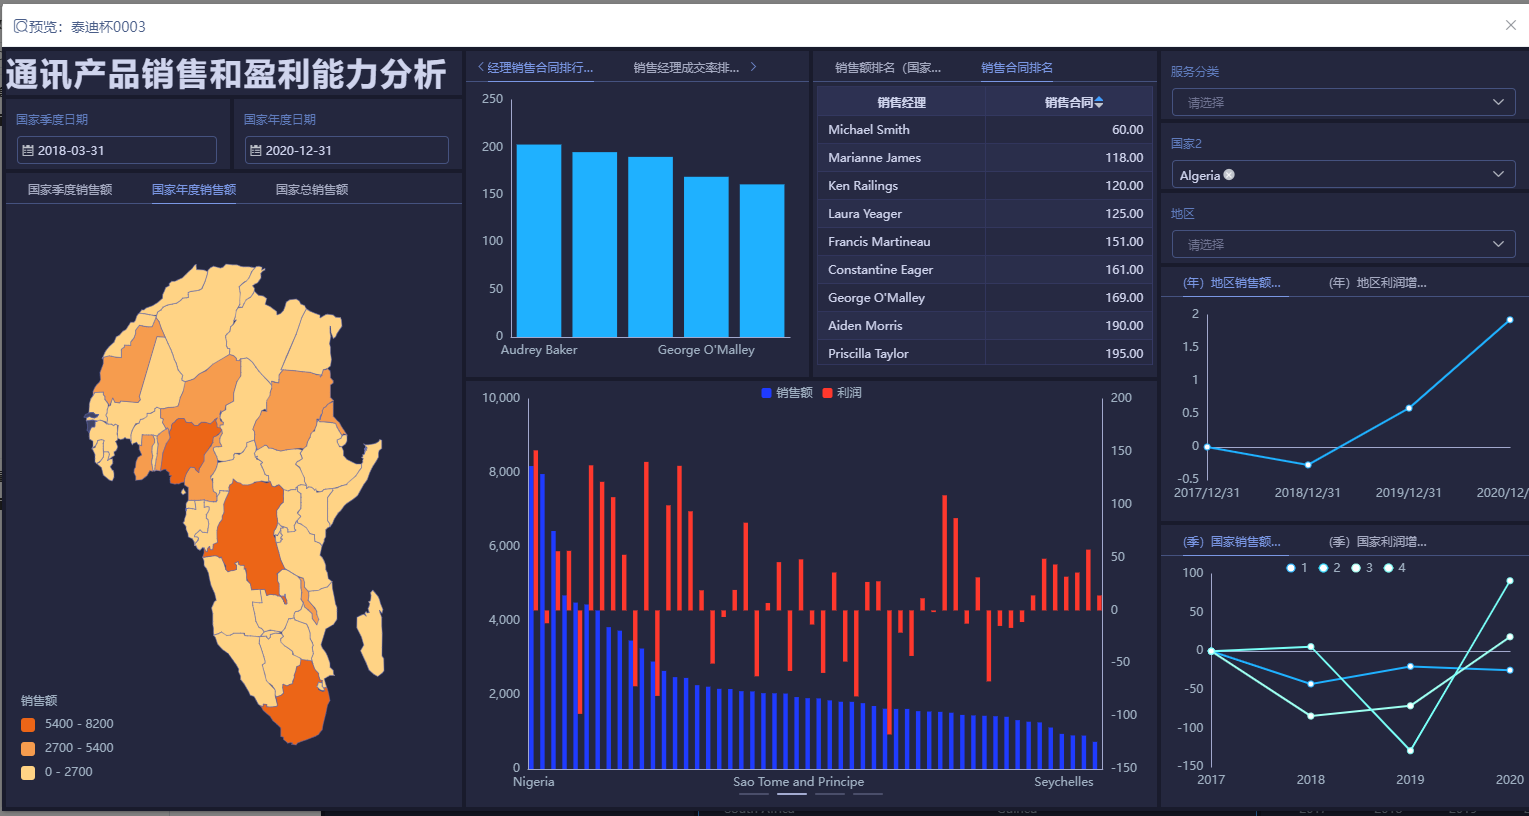 预览：泰迪杯0003
通讯产品销售和盈利能力分析
国家季度日期
2018-03-31
国家年度日期
2020-12-31
国家季度销售额 国家年度销售额 国家总销售额
销售额
5400 - 8200
2700 - 5400
0 - 2700
经理销售合同排行... 销售经理成交率排...
250
200
150
100
50
0
Audrey Baker George O'Malley
销售额排名（国家... 销售合同排名
销售经理 销售合同
Michael Smith 60.00
Marianne James 118.00
Ken Railings 120.00
Laura Yeager 125.00
Francis Martineau 151.00
Constantine Eager 161.00
George O'Malley 169.00
Aiden Morris 190.00
Priscilla Taylor 195.00
销售额 利润
10,000
8,000
6,000
4,000
2,000
0
200
150
100
50
0
-50
-100
-150
Nigeria Sao Tome and Principe Seychelles
服务分类
请选择
国家2
Algeria
地区
请选择
(年）地区销售额... (年）地区利润增...
2
1.5
1
0.5
0
-0.5
2017/12/31 2018/12/31 2019/12/31 2020/12/
(季）国家销售额... (季）国家利润增...
1 2 3 4
100
50
0
-50
-100
-150
2017 2018 2019 2020